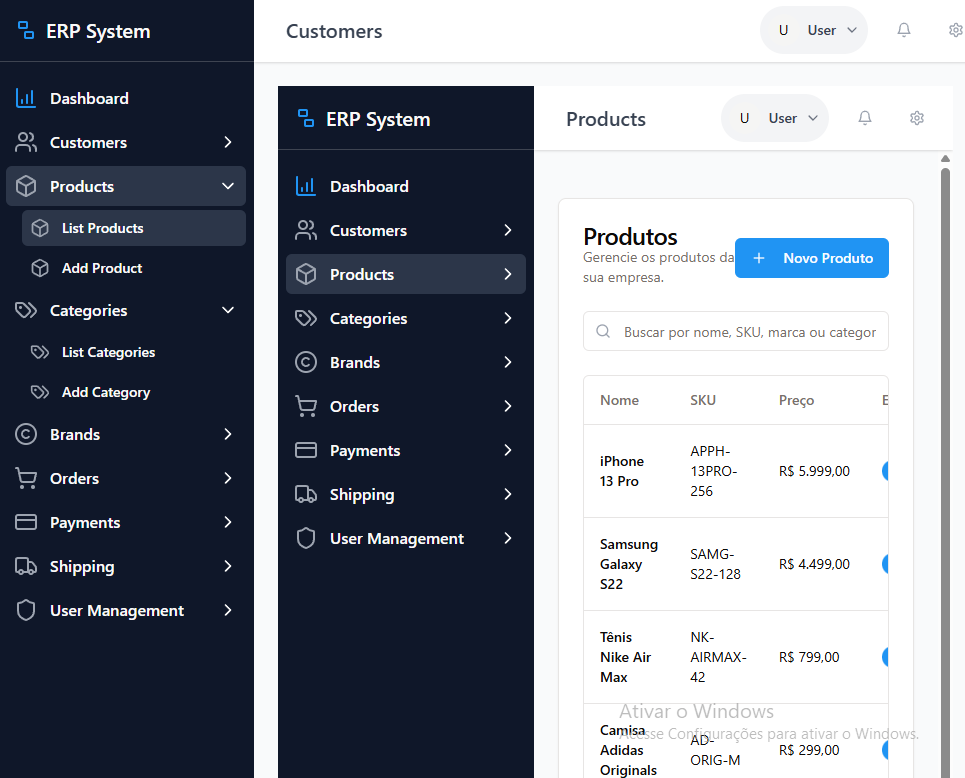 ERP System
Dashboard
Customers
Products
List Products
Add Product
Categories
List Categories
Add Category
Brands
Orders
Payments
Shipping
User Management
Customers
U User
ERP System
Dashboard
Customers
Products
Categories
Brands
Orders
Payments
Shipping
User Management
Products
U User
Produtos
Gerencie os produtos da
sua empresa.
Novo Produto
Buscar por nome, SKU, marca ou categor
Nome SKU Preço E
iPhone
13 Pro
APPH-
13PRO-
256
R$ 5.999,00
Samsung
Galaxy
S22
SAMG-
S22-128
R$ 4.499,00
Tênis
Nike Air
Max
NK-
AIRMAX-
42
R$ 799,00
Camisa
Adidas
Originals
AD-
ORIG-M
R$ 299,00
Ativar o Windows
Acesse Configurações para ativar o Windows.